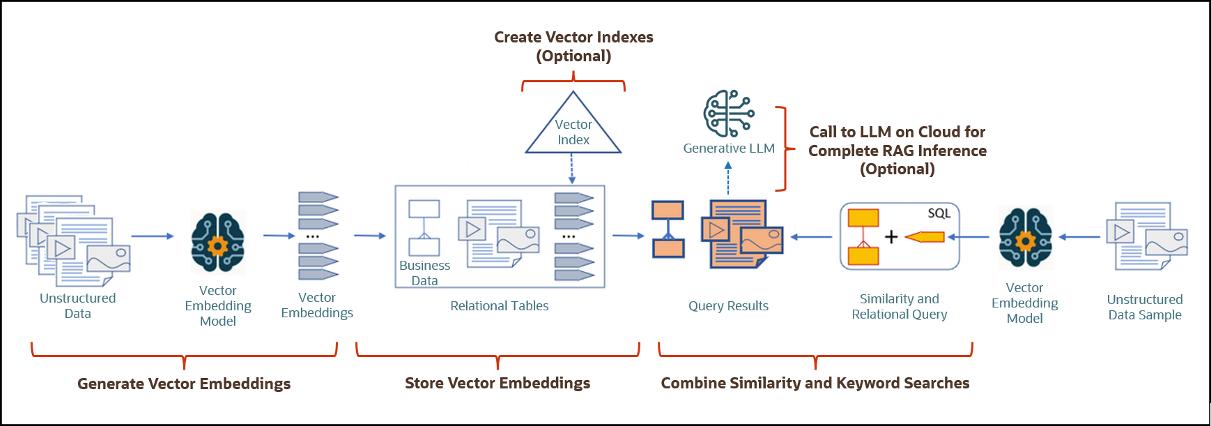 Create Vector Indexes
(Optional)
Vector
Index
Generative LLM
Call to LLM on Cloud for
Complete RAG Inference
(Optional)
Unstructured
Data
Vector
Embedding
Model
...
Vector
Embeddings
Business
Data
...
Relational Tables
Query Results
SQL
+
Similarity and
Relational Query
Vector
Embedding
Model
Unstructured
Data Sample
Generate Vector Embeddings
Store Vector Embeddings
Combine Similarity and Keyword Searches